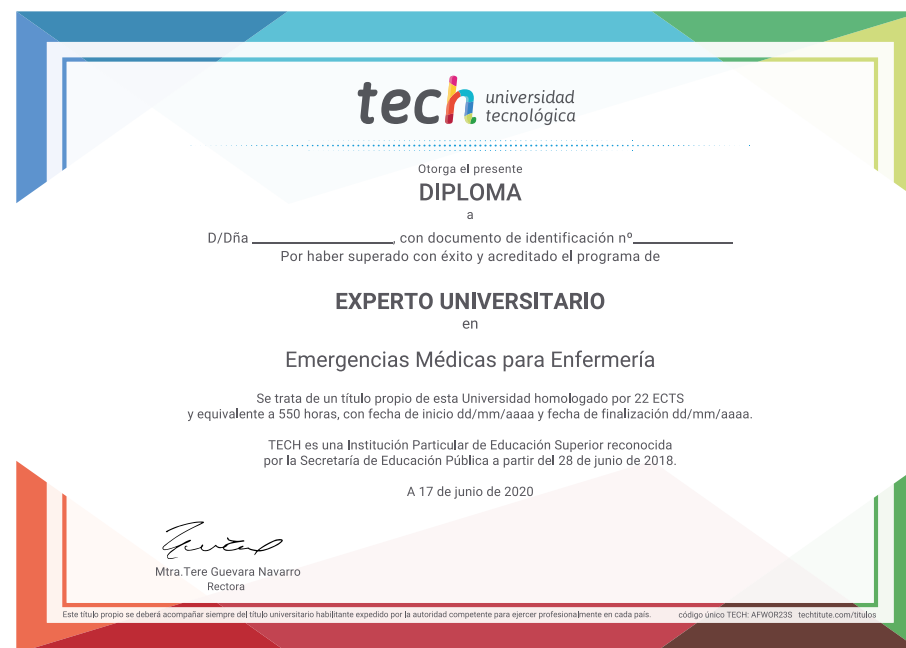 tech universidad
tecnológica
Otorga el presente
DIPLOMA
a
D/Dña ____________________, con documento de identificación nº______________
Por haber superado con éxito y acreditado el programa de
EXPERTO UNIVERSITARIO
en
Emergencias Médicas para Enfermería
Se trata de un título propio de esta Universidad homologado por 22 ECTS
y equivalente a 550 horas, con fecha de inicio dd/mm/aaaa y fecha de finalización dd/mm/aaaa.
TECH es una Institución Particular de Educación Superior reconocida
por la Secretaría de Educación Pública a partir del 28 de junio de 2018.
A 17 de junio de 2020
Mtra.Tere Guevara Navarro
Rectora
Este título propio se deberá acompañar siempre del título universitario habilitante expedido por la autoridad competente para ejercer profesionalmente en cada país. código único TECH: AFWOR23S techtitute.com/titulos